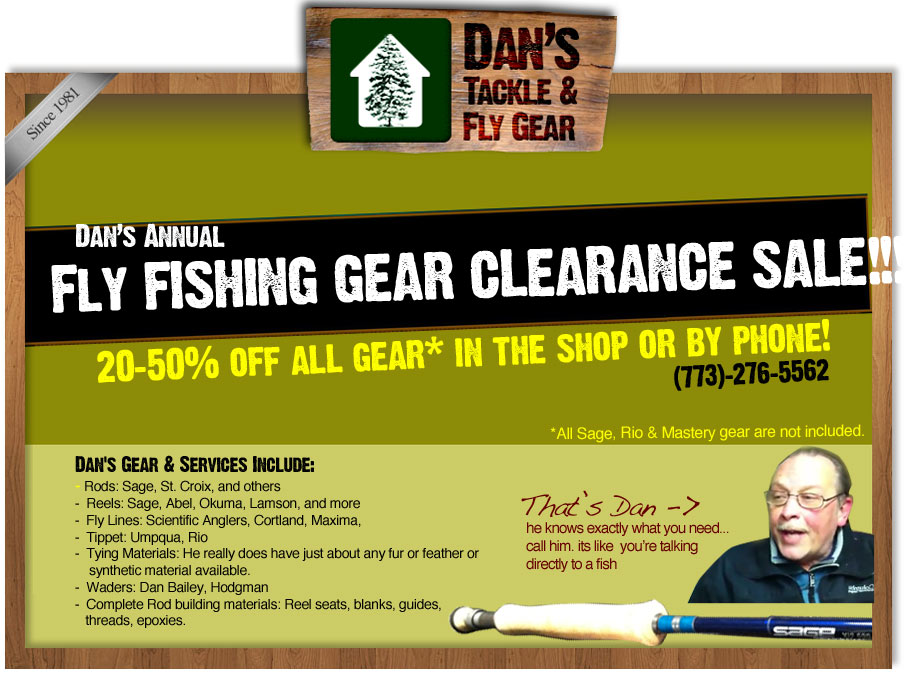 Since 1981
DAN'S
TACKLE &
FLY GEAR
DAN'S ANNUAL
FLY FISHING GEAR CLEARANCE SALE!!!
20-50% OFF ALL GEAR* IN THE SHOP OR BY PHONE!
(773)-276-5562
*All Sage, Rio & Mastery gear are not included.
DAN'S GEAR & SERVICES INCLUDE:
- Rods: Sage, St. Croix, and others
- Reels: Sage, Abel, Okuma, Lamson, and more
- Fly Lines: Scientific Anglers, Cortland, Maxima,
- Tippet: Umpqua, Rio
- Tying Materials: He really does have just about any fur or feather or
synthetic material available.
- Waders: Dan Bailey, Hodgman
- Complete Rod building materials: Reel seats, blanks, guides,
threads, epoxies.
That's Dan ->
he knows exactly what you need...
call him. its like you're talking
directly to a fish
SAGE